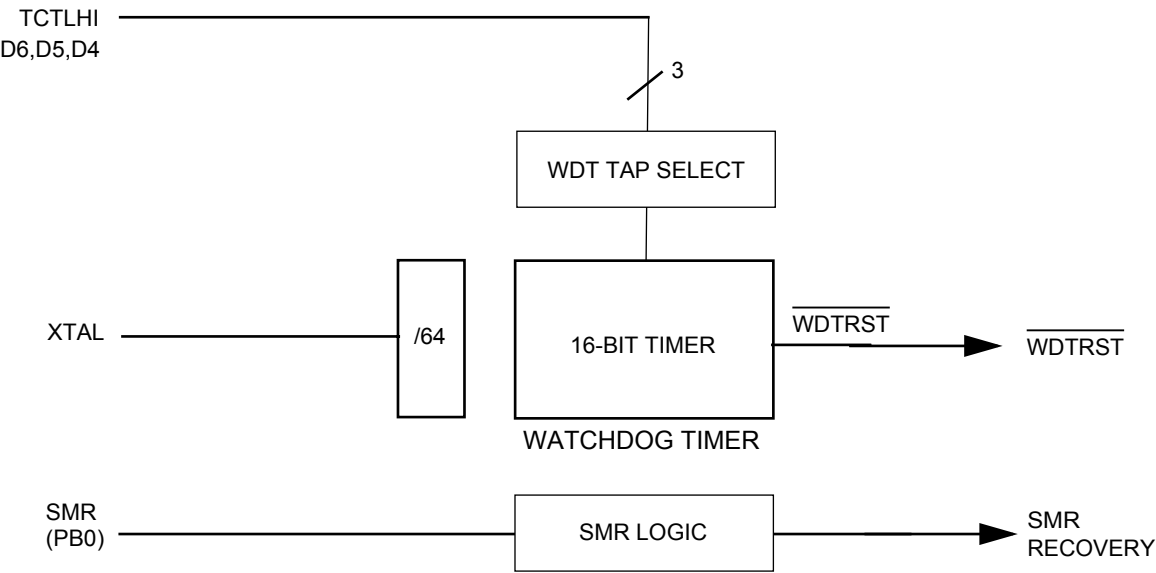 TCTLHI
D6,D5,D4
3
WDT TAP SELECT
XTAL
/64
16-BIT TIMER
WDTRST
WDTRST
WATCHDOG TIMER
SMR
(PB0)
SMR LOGIC
SMR
RECOVERY